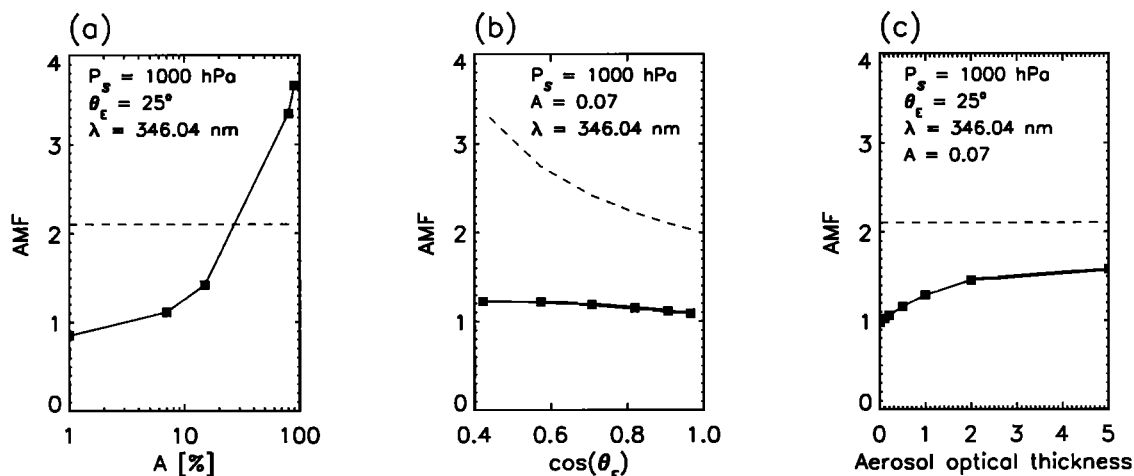 (a)
4
3
2
1
0
AMF
P_s = 1000 hPa
θ_E = 25°
λ = 346.04 nm
1
10
100
A [%]
(b)
4
3
2
1
0
AMF
P_s = 1000 hPa
A = 0.07
λ = 346.04 nm
0.4
0.6
0.8
1.0
cos(θ_s)
(c)
4
3
2
1
0
AMF
P_s = 1000 hPa
θ_E = 25°
λ = 346.04 nm
A = 0.07
0
1
2
3
4
5
Aerosol optical thickness